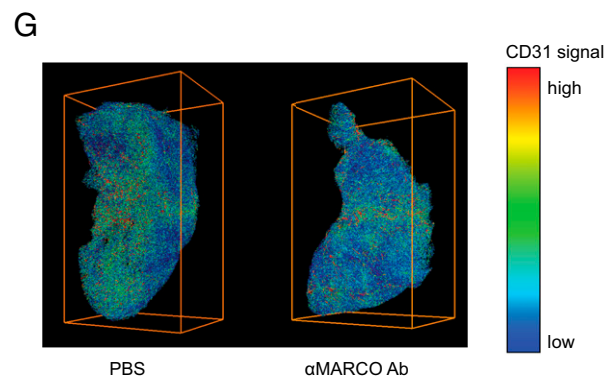 G
CD31 signal
high
low
PBS
αMARCO Ab